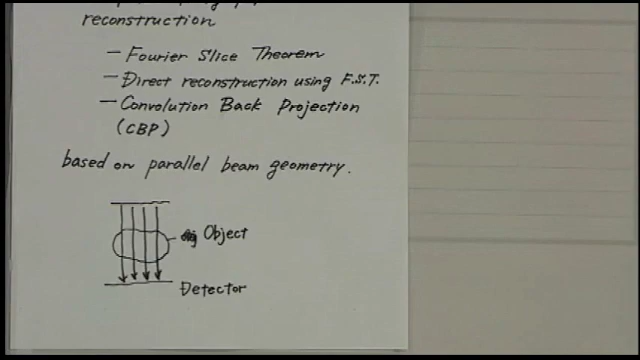 reconstruction
- Fourier Slice Theorem
- Direct reconstruction using F.S.T.
- Convolution Back Projection
(CBP)
based on parallel beam geometry.
Object
Detector